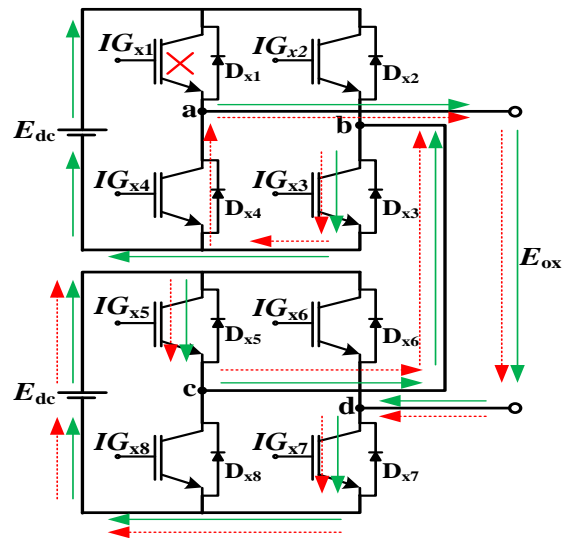 IGx1
Dx1
IGx2
Dx2
a
b
Edc
IGx4
Dx4
IGx3
Dx3
Eox
IGx5
Dx5
IGx6
Dx6
c
d
Edc
IGx8
Dx8
IGx7
Dx7